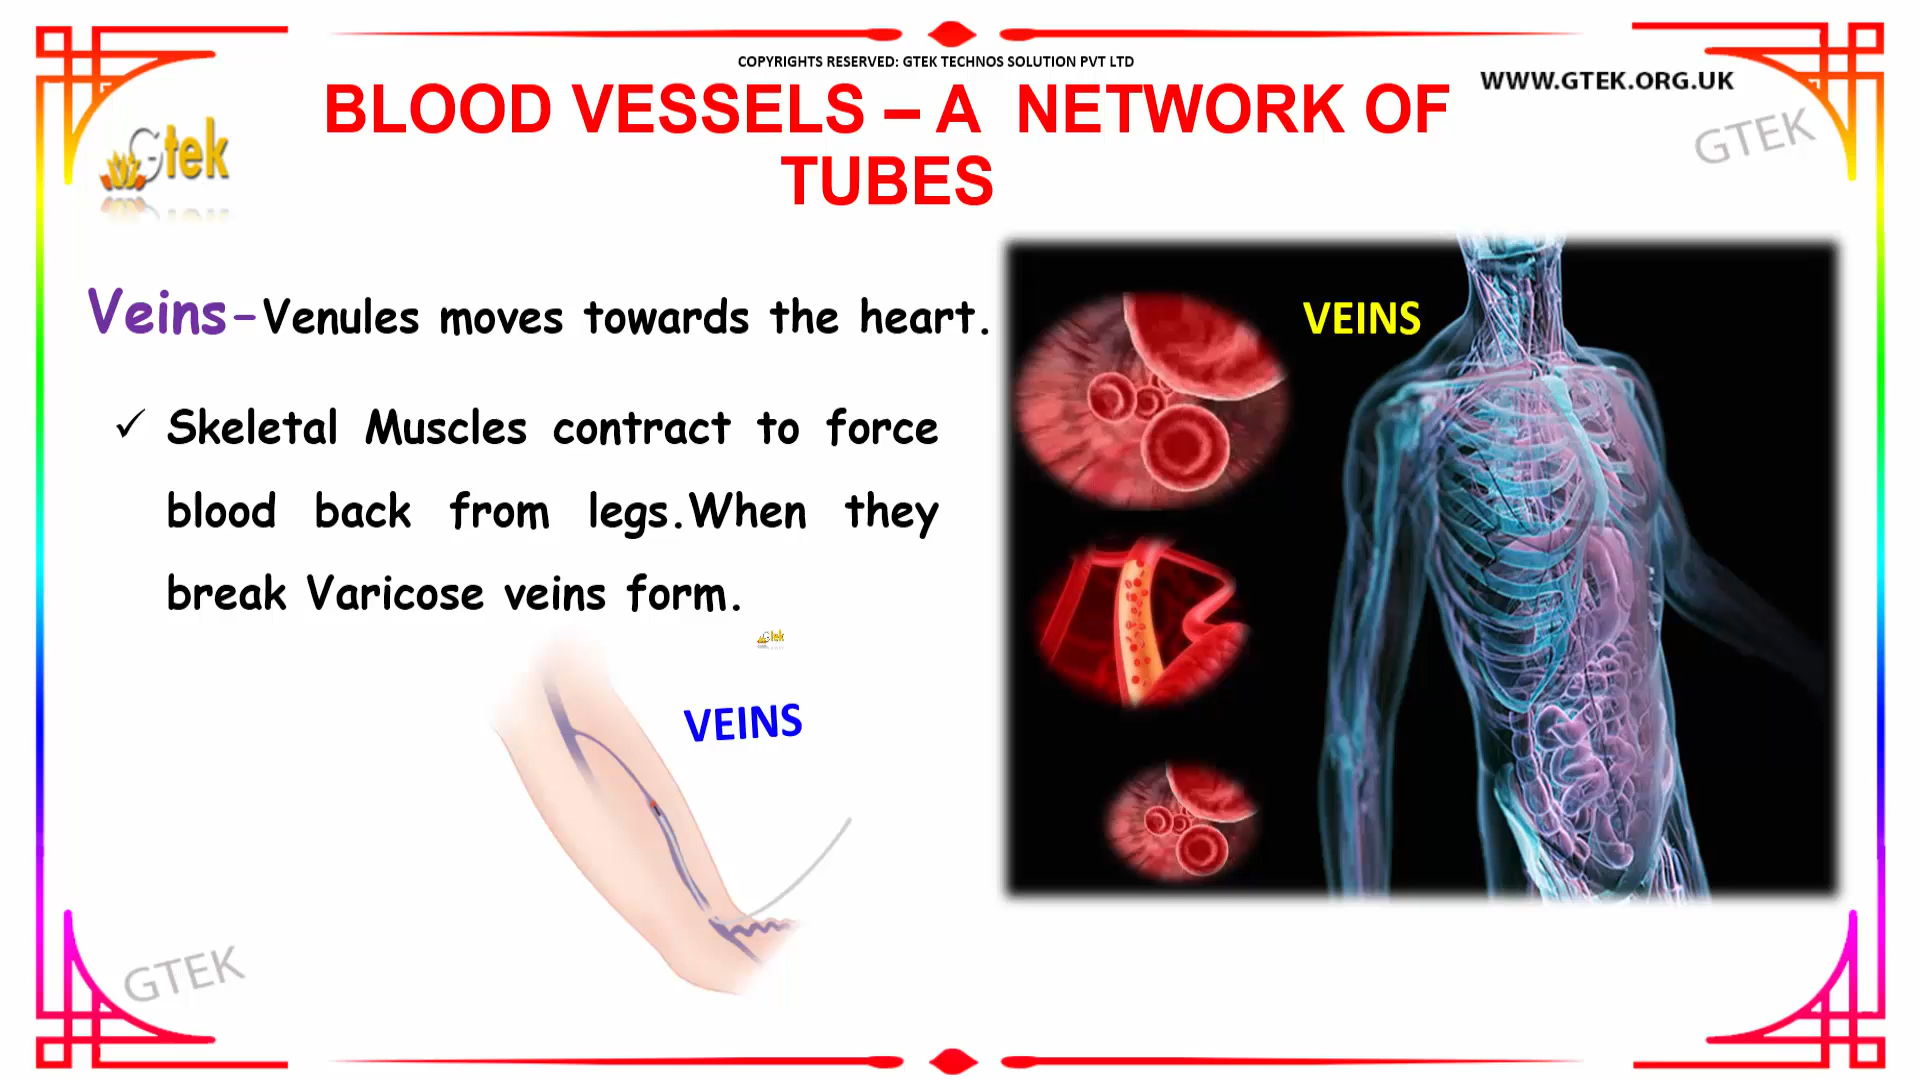 COPYRIGHTS RESERVED: GTEK TECHNOS SOLUTION PVT LTD
WWW.GTEK.ORG.UK
BLOOD VESSELS – A NETWORK OF
TUBES
Gtek
GTEK
Veins-Venules moves towards the heart.
VEINS
✓ Skeletal Muscles contract to force
blood back from legs.When they
break Varicose veins form.
Gtek
VEINS
GTEK